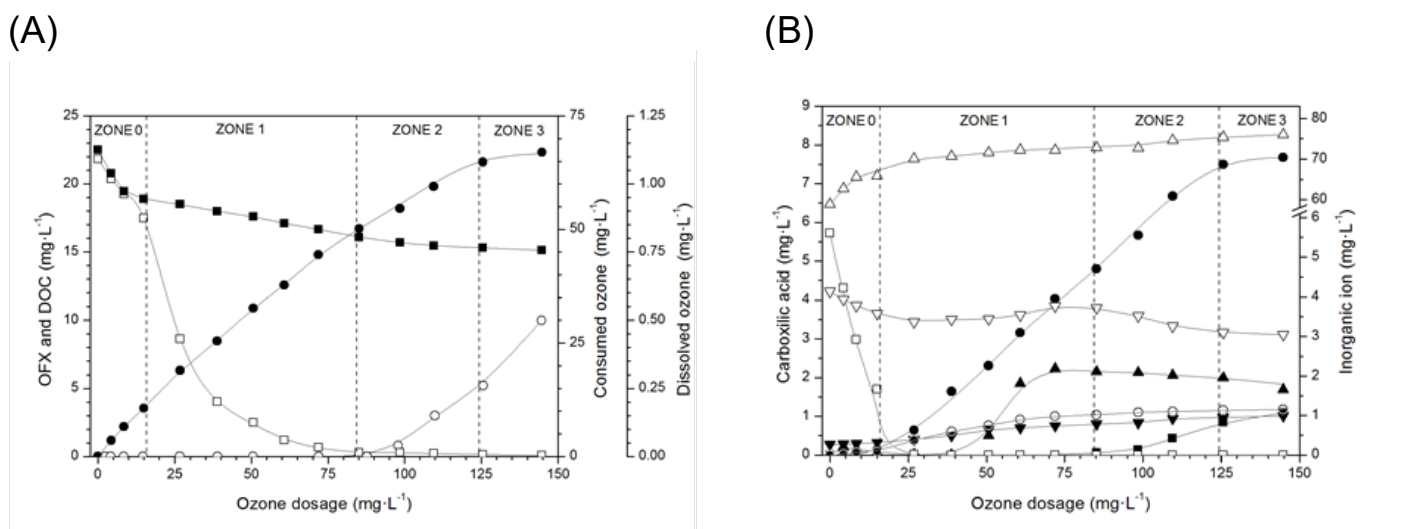 (A)
(B)
ZONE 0 ZONE 1 ZONE 2 ZONE 3
25
20
15
10
5
0
OFX and DOC (mg·L-1)
75
50
25
0
Consumed ozone (mg·L-1)
1.25
1.00
0.75
0.50
0.25
0.00
Dissolved ozone (mg·L-1)
0 25 50 75 100 125 150
Ozone dosage (mg·L-1)
ZONE 0 ZONE 1 ZONE 2 ZONE 3
9
8
7
6
5
4
3
2
1
0
Carboxilic acid (mg·L-1)
80
70
60
6
5
4
3
2
1
0
Inorganic ion (mg·L-1)
0 25 50 75 100 125 150
Ozone dosage (mg·L-1)